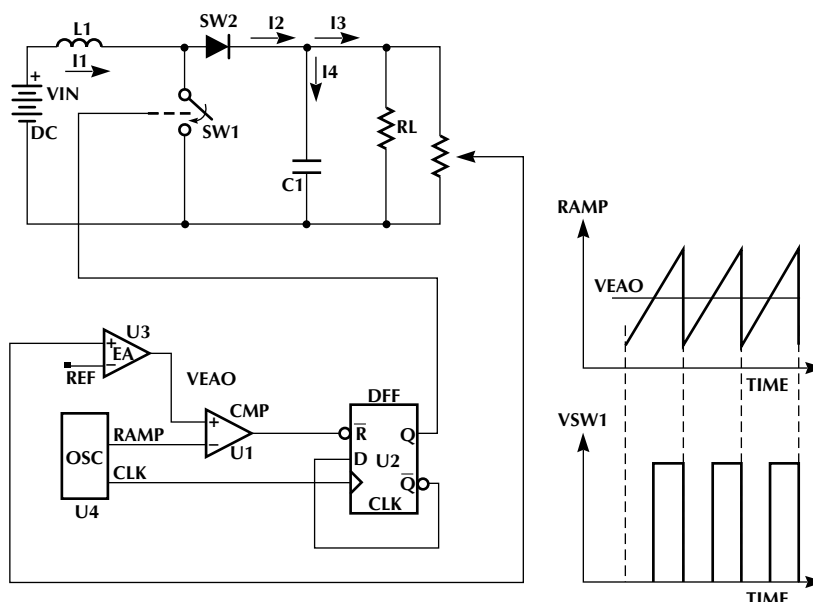 L1
SW2
I2
I3
I1
I4
+
VIN
DC
SW1
RL
C1
RAMP
VEAO
TIME
VSW1
TIME
U3
+
EA
−
REF
VEAO
CMP
+
−
U1
DFF
R
Q
D
U2
Q
CLK
OSC
RAMP
CLK
U4